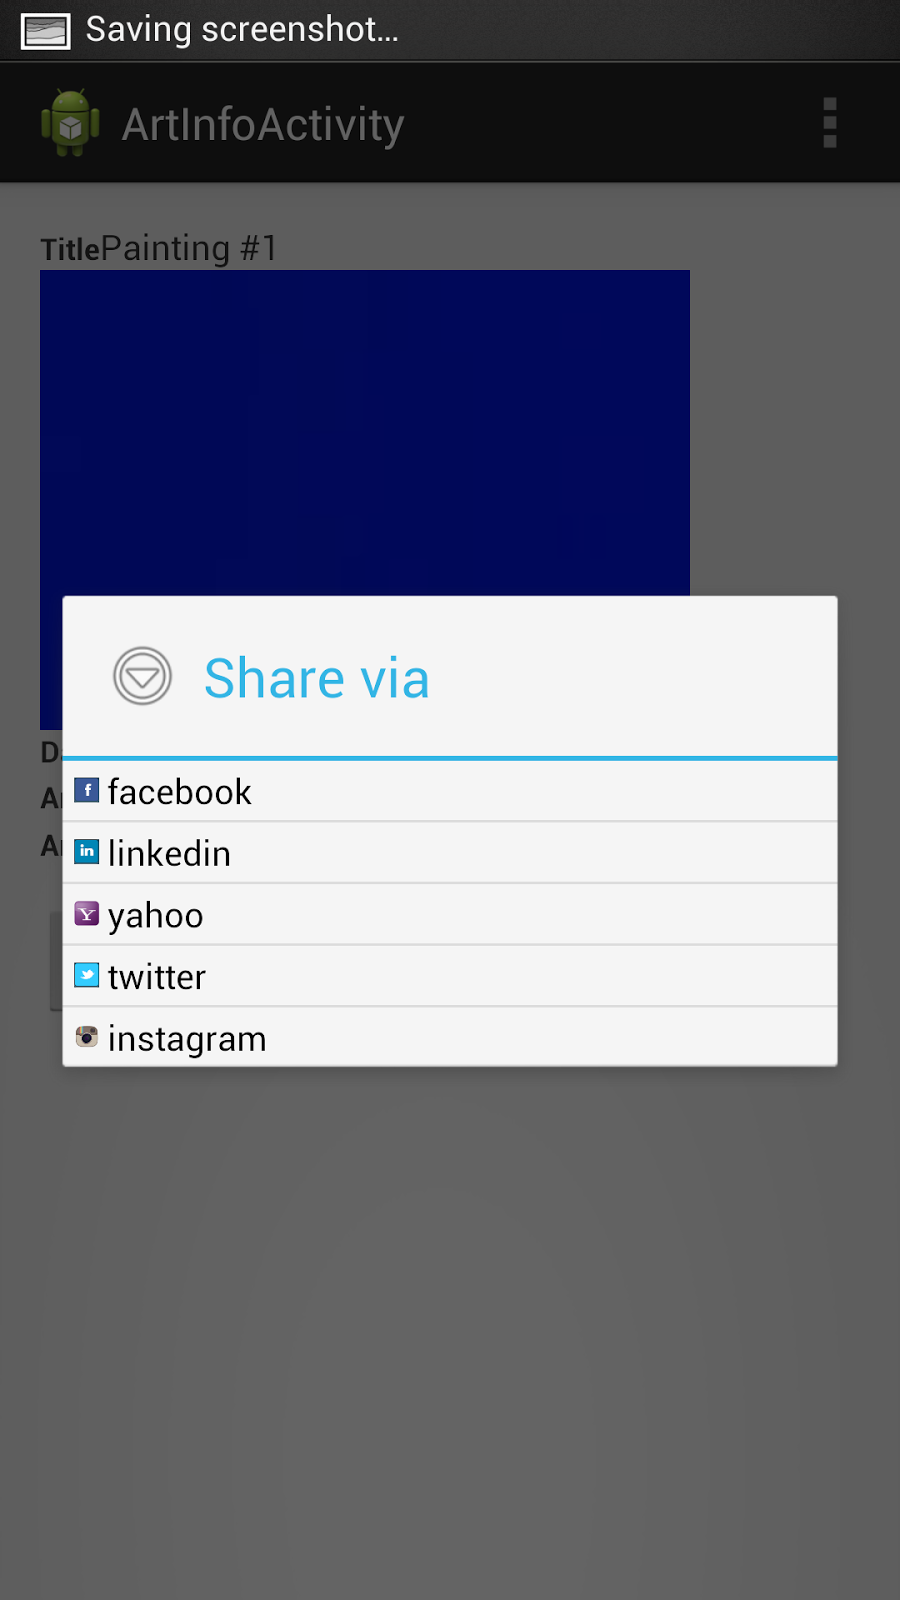 Saving screenshot...
ArtInfoActivity
TitlePainting #1
Share via
facebook
linkedin
yahoo
twitter
instagram